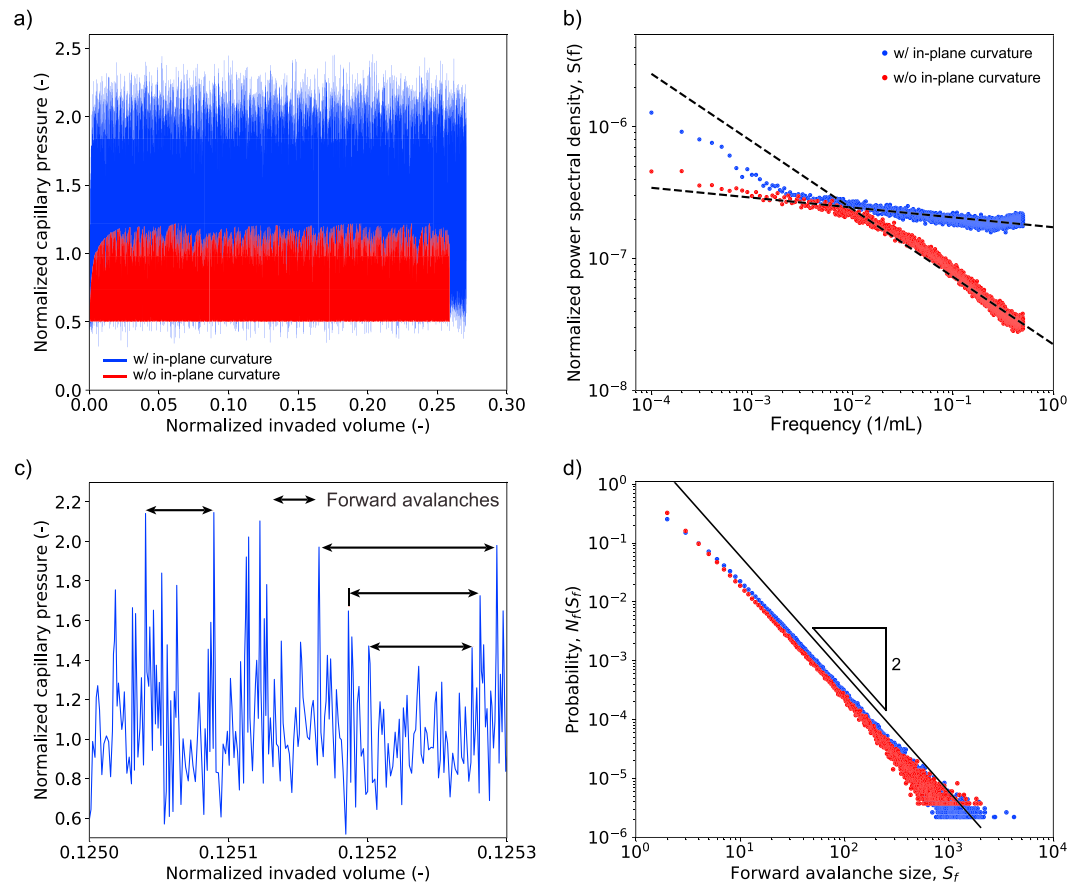 a)
Normalized capillary pressure (-)
2.5
2.0
1.5
1.0
0.5
0.0
w/ in-plane curvature
w/o in-plane curvature
0.00 0.05 0.10 0.15 0.20 0.25 0.30
Normalized invaded volume (-)
b)
Normalized power spectral density, S(f)
10⁻⁶
10⁻⁷
10⁻⁸
w/ in-plane curvature
w/o in-plane curvature
10⁻⁴ 10⁻³ 10⁻² 10⁻¹ 10⁰
Frequency (1/mL)
c)
Normalized capillary pressure (-)
2.2
2.0
1.8
1.6
1.4
1.2
1.0
0.8
0.6
Forward avalanches
0.1250 0.1251 0.1252 0.1253
Normalized invaded volume (-)
d)
Probability, N_f(S_f)
10⁰
10⁻¹
10⁻²
10⁻³
10⁻⁴
10⁻⁵
10⁻⁶
2
10⁰ 10¹ 10² 10³ 10⁴
Forward avalanche size, S_f